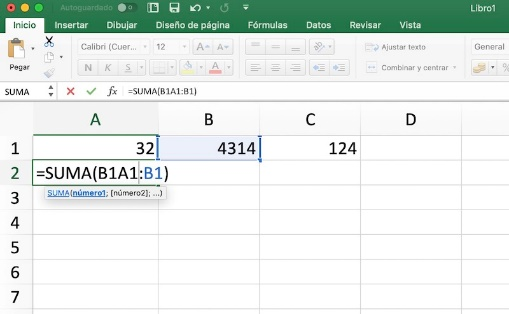 Autoguardado
Libro1
Inicio Insertar Dibujar Diseño de página Fórmulas Datos Revisar Vista
Pegar
Calibri (Cuer... 12 A A
N K S A
Ajustar texto
Combinar y centrar
General
%
SUMA fx =SUMA(B1A1:B1)
A B C D
1 32 4314 124
2 =SUMA(B1A1:B1)
SUMA(número1; [número2]; ...)
3
4
5
6
7